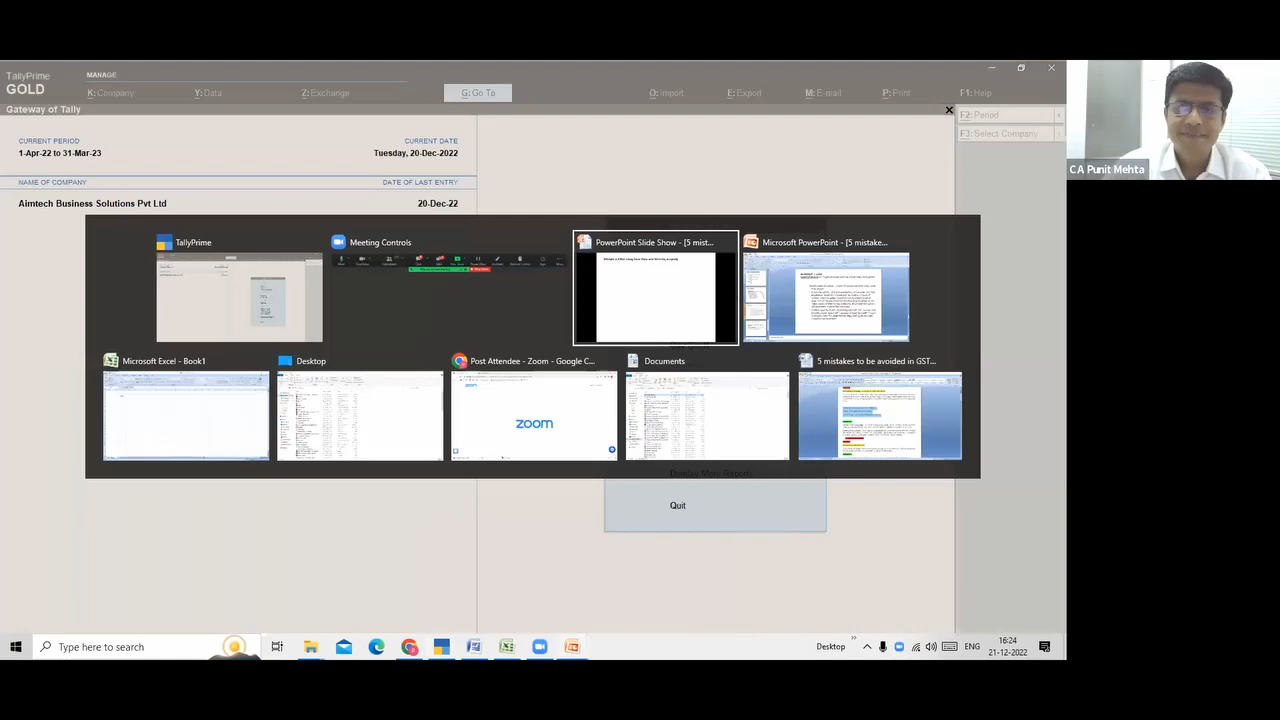 TallyPrime
GOLD
MANAGE
K: Company
Y: Data
Z: Exchange
G: Go To
O: Import
E: Export
M: E-mail
P: Print
F1: Help
Gateway of Tally
F2: Period
F3: Select Company
CURRENT PERIOD
CURRENT DATE
1-Apr-22 to 31-Mar-23
Tuesday, 20-Dec-2022
NAME OF COMPANY
DATE OF LAST ENTRY
Aimtech Business Solutions Pvt Ltd
20-Dec-22
CA Punit Mehta
TallyPrime
Meeting Controls
PowerPoint Slide Show - [5 mist...
Microsoft PowerPoint - [5 mistake...
Microsoft Excel - Book1
Desktop
Post Attendee - Zoom - Google C...
Documents
5 mistakes to be avoided in GST...
zoom
Display More Reports
Quit
Type here to search
Desktop
ENG
16:24
21-12-2022